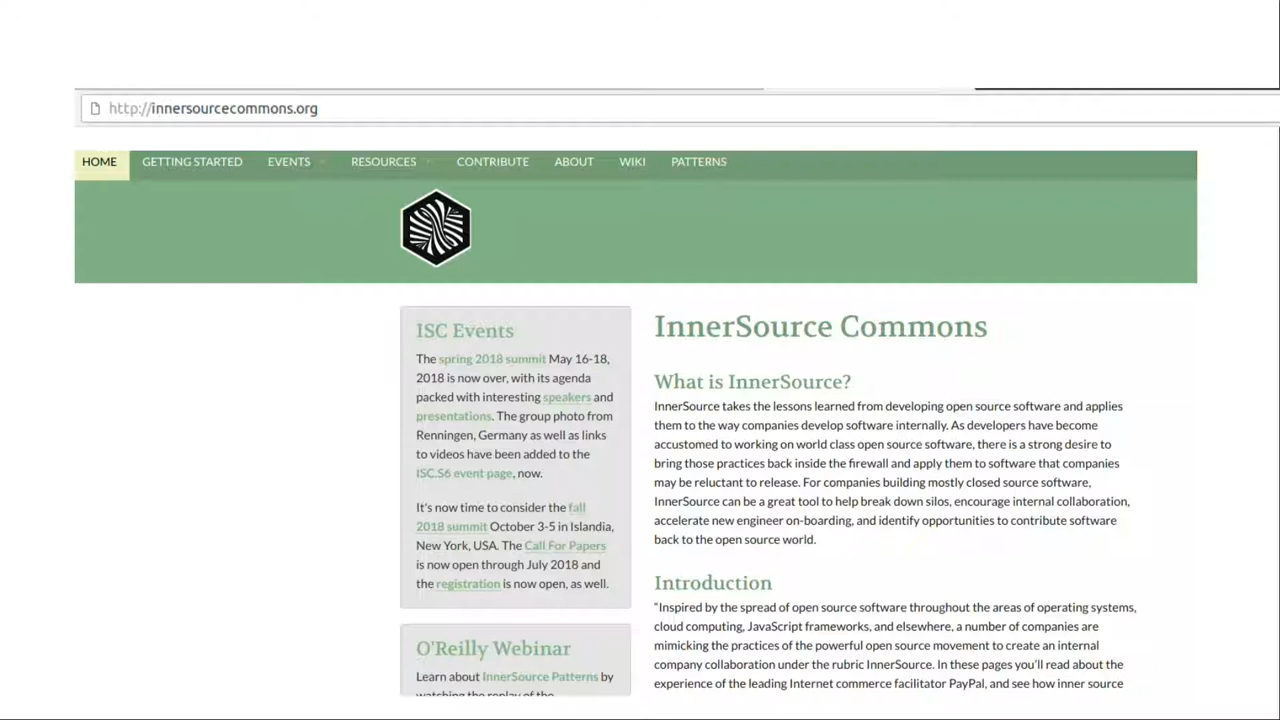 http://innersourcecommons.org
HOME GETTING STARTED EVENTS RESOURCES CONTRIBUTE ABOUT WIKI PATTERNS
ISC Events
The spring 2018 summit May 16-18,
2018 is now over, with its agenda
packed with interesting speakers and
presentations. The group photo from
Renningen, Germany as well as links
to videos have been added to the
ISC.S6 event page, now.
It's now time to consider the fall
2018 summit October 3-5 in Islandia,
New York, USA. The Call For Papers
is now open through July 2018 and
the registration is now open, as well.
O'Reilly Webinar
Learn about InnerSource Patterns by
watching the replay of the
InnerSource Commons
What is InnerSource?
InnerSource takes the lessons learned from developing open source software and applies
them to the way companies develop software internally. As developers have become
accustomed to working on world class open source software, there is a strong desire to
bring those practices back inside the firewall and apply them to software that companies
may be reluctant to release. For companies building mostly closed source software,
InnerSource can be a great tool to help break down silos, encourage internal collaboration,
accelerate new engineer on-boarding, and identify opportunities to contribute software
back to the open source world.
Introduction
"Inspired by the spread of open source software throughout the areas of operating systems,
cloud computing, JavaScript frameworks, and elsewhere, a number of companies are
mimicking the practices of the powerful open source movement to create an internal
company collaboration under the rubric InnerSource. In these pages you'll read about the
experience of the leading Internet commerce facilitator PayPal, and see how inner source